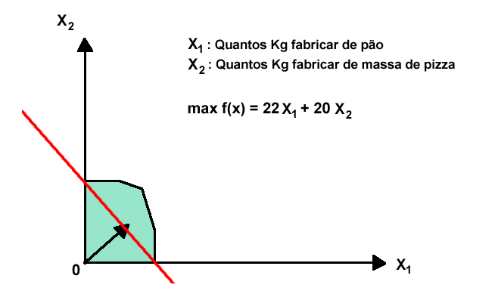 X2
X1 : Quantos Kg fabricar de pão
X2 : Quantos Kg fabricar de massa de pizza
max f(x) = 22 X1 + 20 X2
0
X1